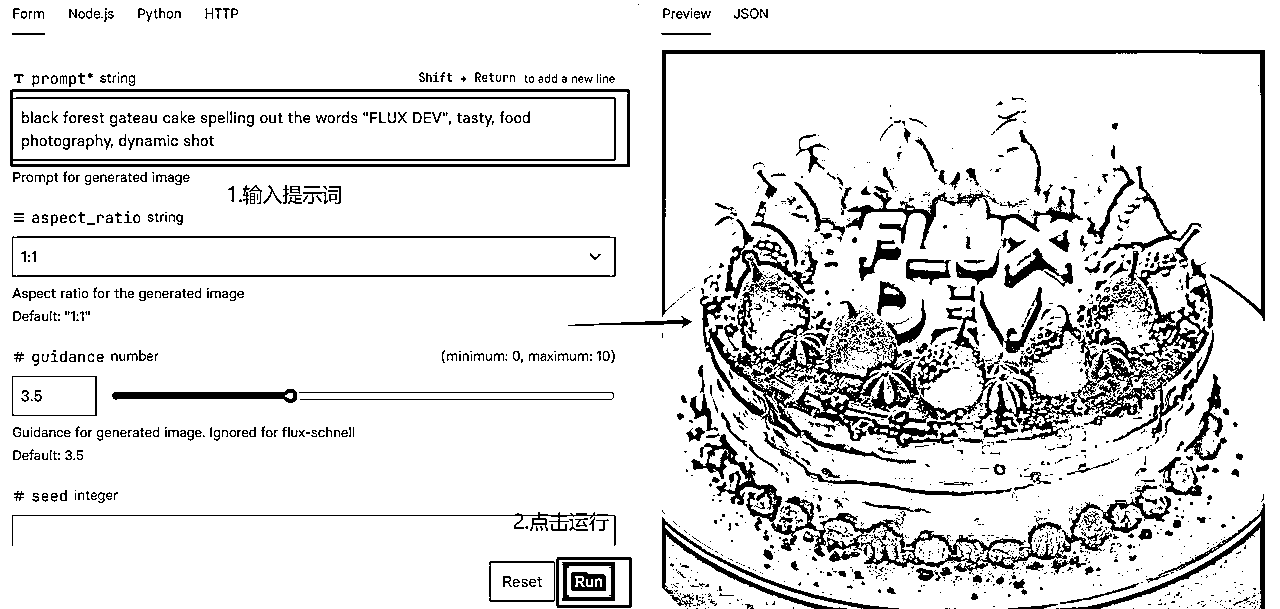 Form Node.js Python HTTP
T prompt* string Shift + Return to add a new line
black forest gateau cake spelling out the words "FLUX DEV", tasty, food
photography, dynamic shot
Prompt for generated image
1.输入提示词
aspect_ratio string
1:1
Aspect ratio for the generated image
Default: "1:1"
# guidance number (minimum: 0, maximum: 10)
3.5
Guidance for generated image. Ignored for flux-schnell
Default: 3.5
# seed integer
2.点击运行
Reset Run
Preview JSON
FLUX
DEV